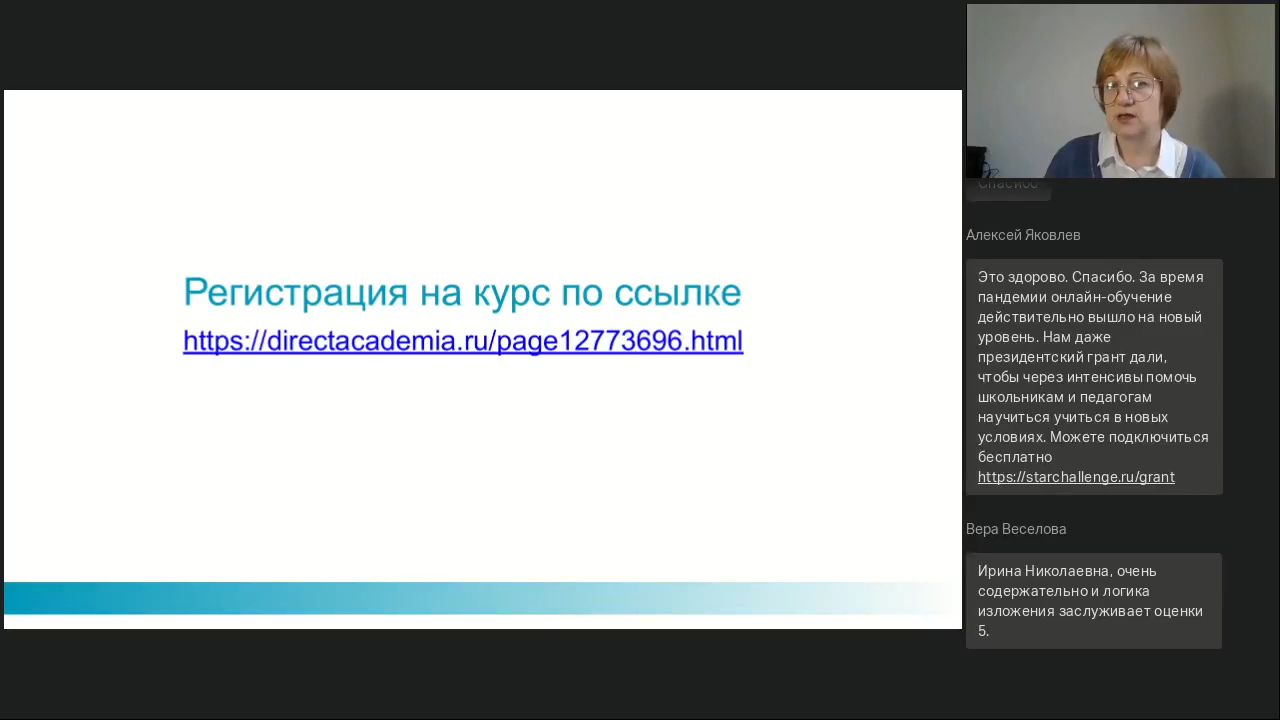 Регистрация на курс по ссылке
https://directacademia.ru/page12773696.html
Спасибо
Алексей Яковлев
Это здорово. Спасибо. За время
пандемии онлайн-обучение
действительно вышло на новый
уровень. Нам даже
президентский грант дали,
чтобы через интенсивы помочь
школьникам и педагогам
научиться учиться в новых
условиях. Можете подключиться
бесплатно
https://starchallenge.ru/grant
Вера Веселова
Ирина Николаевна, очень
содержательно и логика
изложения заслуживает оценки
5.